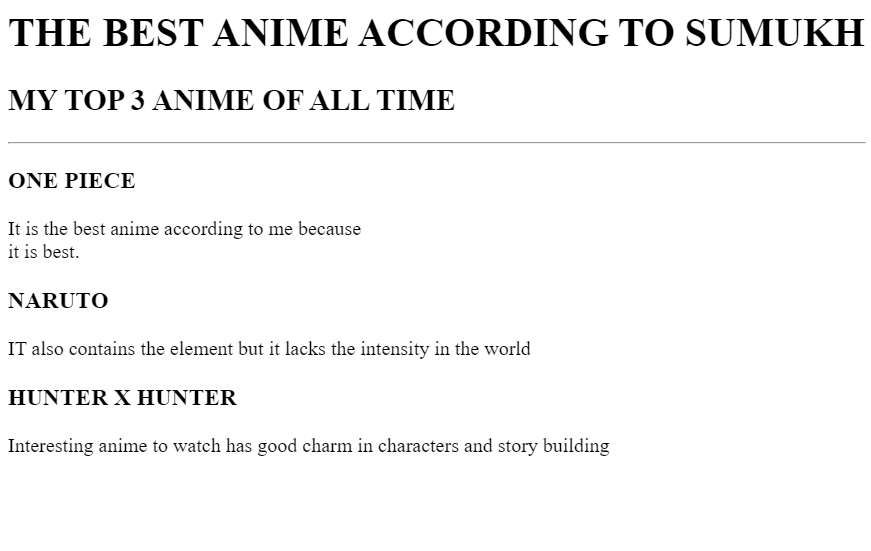 THE BEST ANIME ACCORDING TO SUMUKH
MY TOP 3 ANIME OF ALL TIME
ONE PIECE
It is the best anime according to me because
it is best.
NARUTO
IT also contains the element but it lacks the intensity in the world
HUNTER X HUNTER
Interesting anime to watch has good charm in characters and story building